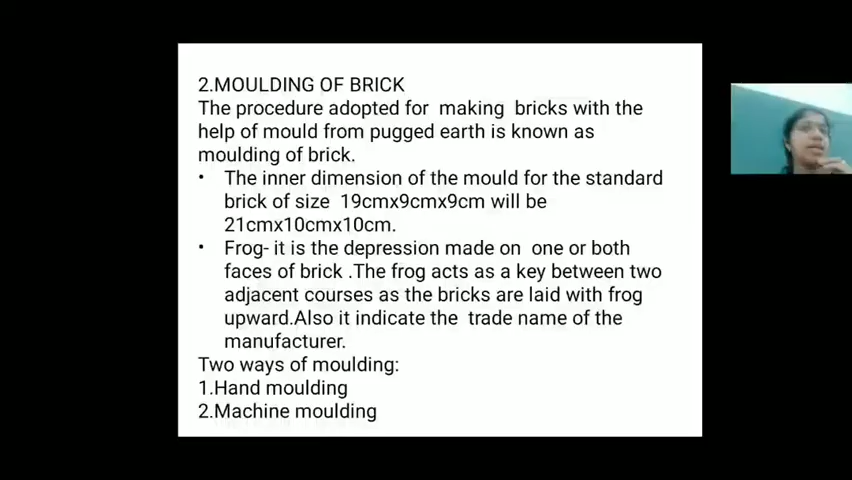 2.MOULDING OF BRICK
The procedure adopted for making bricks with the
help of mould from pugged earth is known as
moulding of brick.
• The inner dimension of the mould for the standard
brick of size 19cmx9cmx9cm will be
21cmx10cmx10cm.
• Frog- it is the depression made on one or both
faces of brick .The frog acts as a key between two
adjacent courses as the bricks are laid with frog
upward.Also it indicate the trade name of the
manufacturer.
Two ways of moulding:
1.Hand moulding
2.Machine moulding